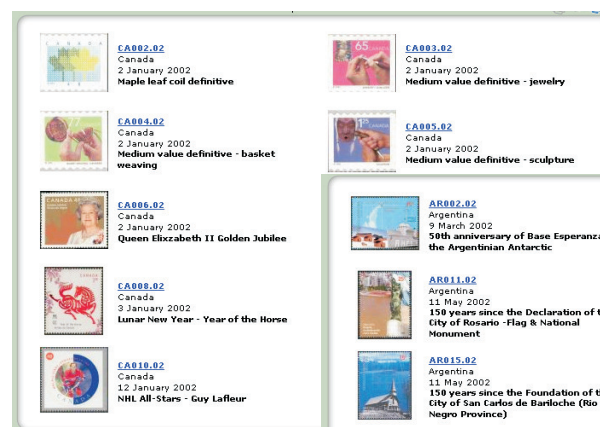 CA002.02
Canada
2 January 2002
Maple leaf coil definitive
CA003.02
Canada
2 January 2002
Medium value definitive - jewelry
CA004.02
Canada
2 January 2002
Medium value definitive - basket
weaving
CA005.02
Canada
2 January 2002
Medium value definitive - sculpture
CA006.02
Canada
2 January 2002
Queen Elixzabeth II Golden Jubilee
CA008.02
Canada
3 January 2002
Lunar New Year - Year of the Horse
CA010.02
Canada
12 January 2002
NHL All-Stars - Guy Lafleur
AR002.02
Argentina
9 March 2002
50th anniversary of Base Esperanza
the Argentinian Antarctic
AR011.02
Argentina
11 May 2002
150 years since the Declaration of t
City of Rosario -Flag & National
Monument
AR015.02
Argentina
11 May 2002
150 years since the Foundation of t
City of San Carlos de Bariloche (Rio
Negro Province)